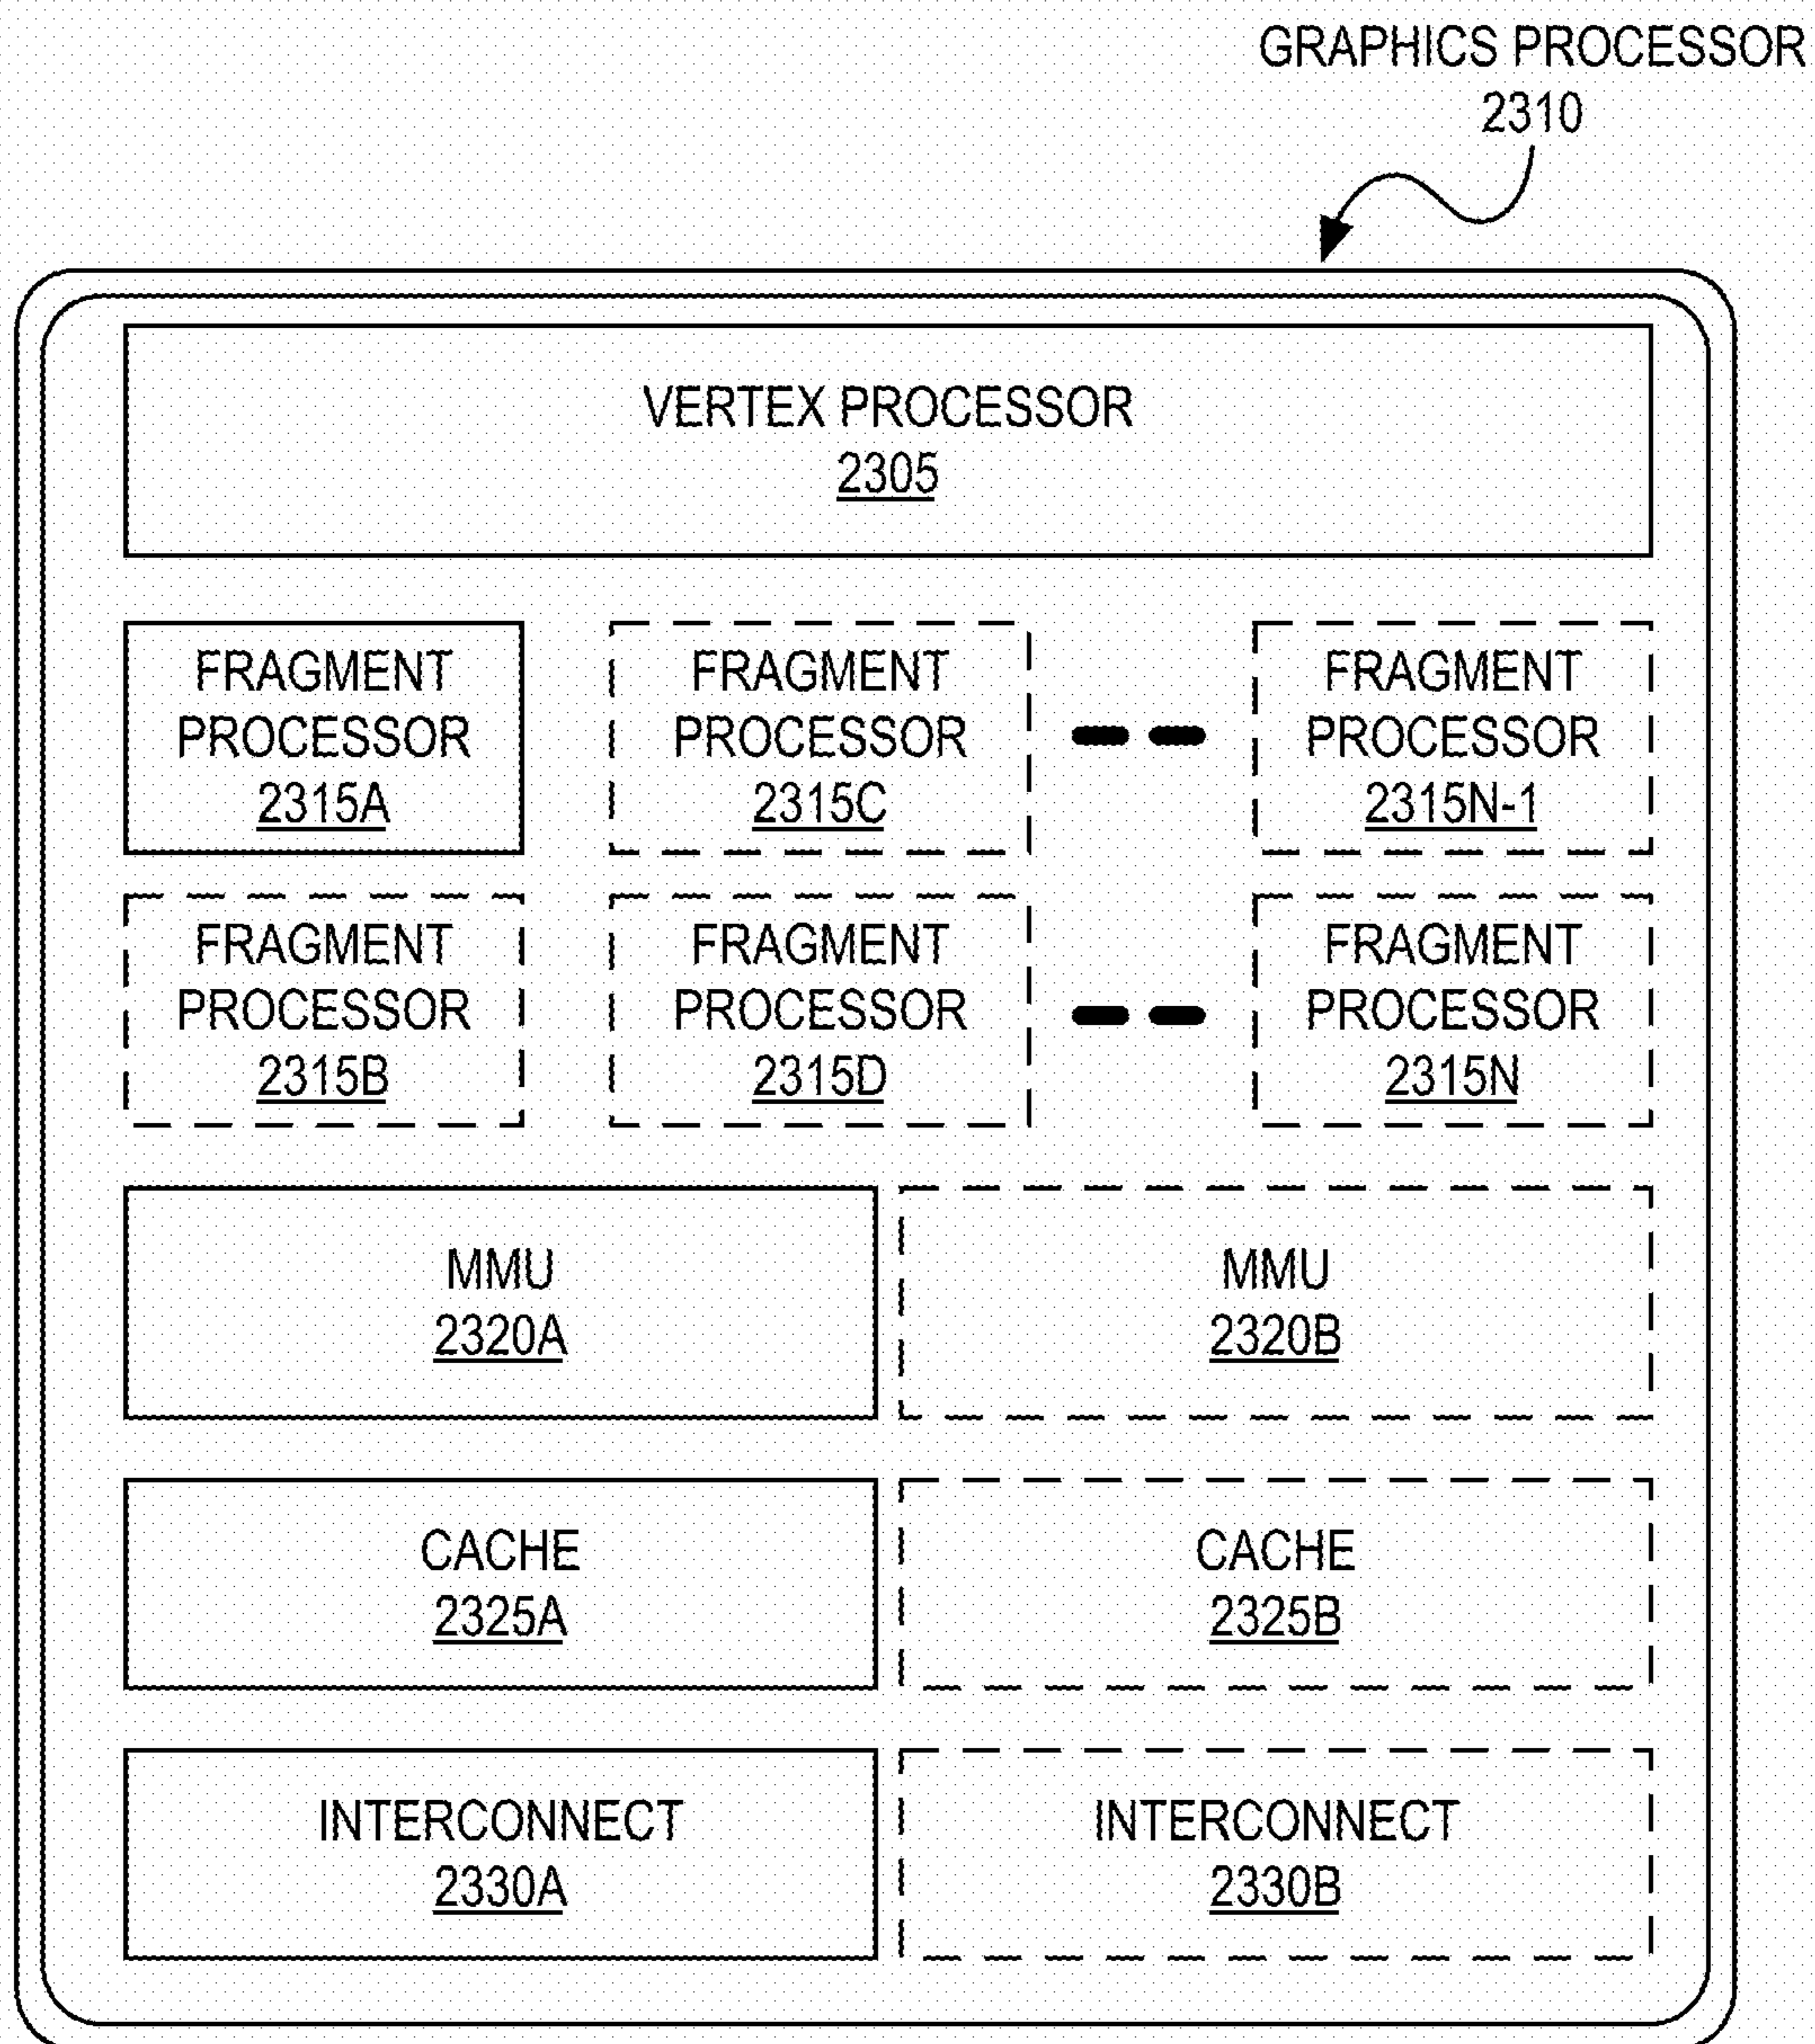 GRAPHICS PROCESSOR
2310
VERTEX PROCESSOR
2305
FRAGMENT
PROCESSOR
2315A
FRAGMENT
PROCESSOR
2315C
FRAGMENT
PROCESSOR
2315N-1
FRAGMENT
PROCESSOR
2315B
FRAGMENT
PROCESSOR
2315D
FRAGMENT
PROCESSOR
2315N
MMU
2320A
MMU
2320B
CACHE
2325A
CACHE
2325B
INTERCONNECT
2330A
INTERCONNECT
2330B